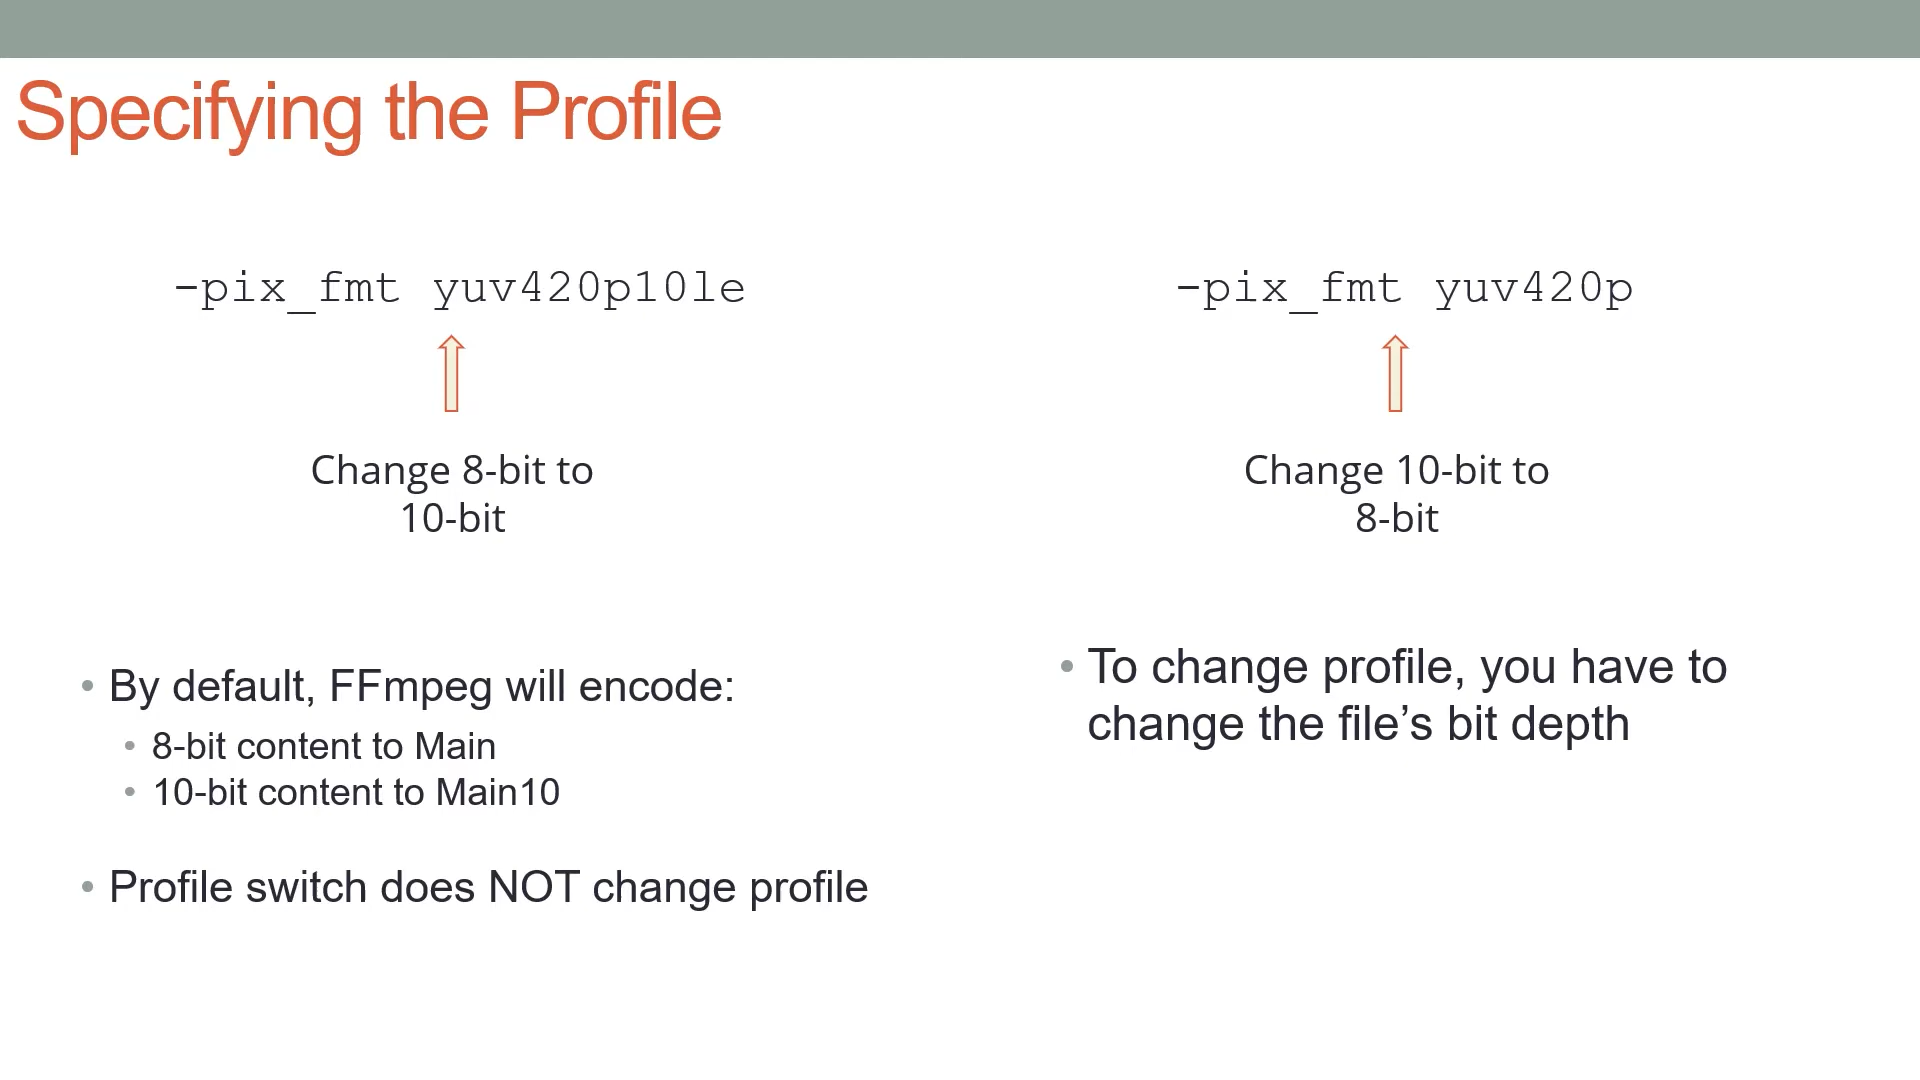 Specifying the Profile
-pix_fmt yuv420p10le
Change 8-bit to
10-bit
• By default, FFmpeg will encode:
• 8-bit content to Main
• 10-bit content to Main10
• Profile switch does NOT change profile
-pix_fmt yuv420p
Change 10-bit to
8-bit
• To change profile, you have to
change the file’s bit depth